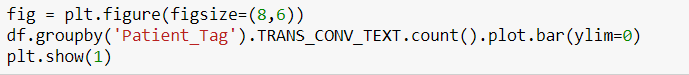 fig = plt.figure(figsize=(8,6))
df.groupby('Patient_Tag').TRANS_CONV_TEXT.count().plot.bar(ylim=0)
plt.show(1)